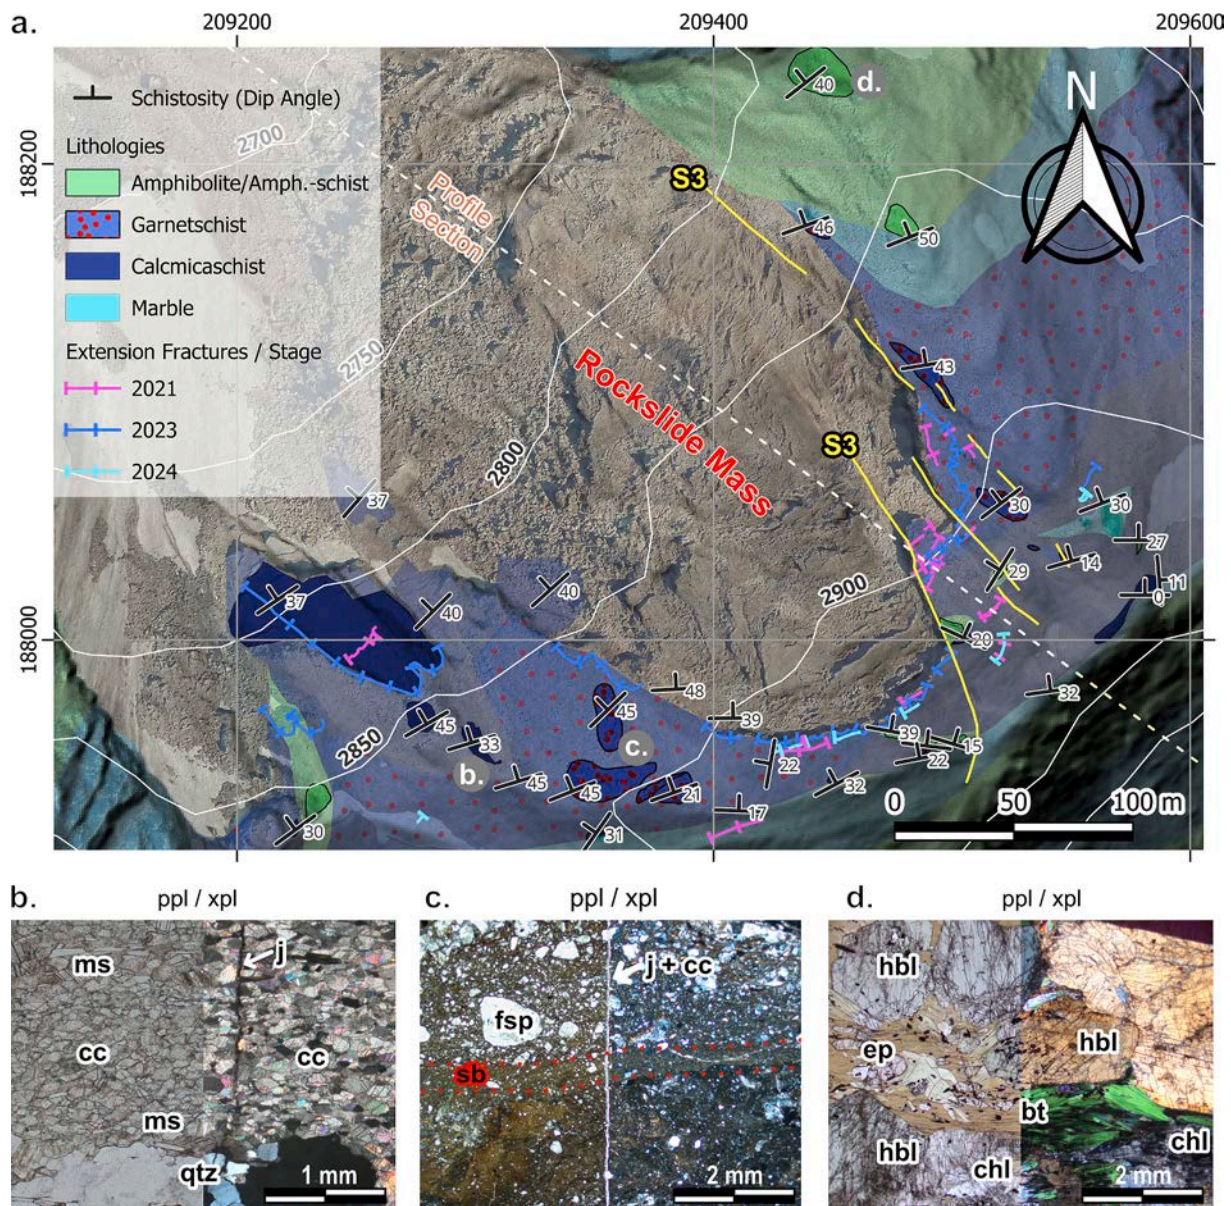 a.
209200
209400
209600
188200
188000
Schistosity (Dip Angle)
Lithologies
Amphibolite/Amph.-schist
Garnetschist
Calcmicaschist
Marble
Extension Fractures / Stage
2021
2023
2024
2700
2750
2800
2850
2900
Profile
Section
Rockslide Mass
S3
S3
N
40
d.
46
50
43
30
30
27
14
29
11
0
37
37
40
40
20
32
48
39
45
45
33
c.
b.
45
45
21
22
39
15
22
32
17
31
30
0 50 100 m
b.
ppl / xpl
ms
j
cc
cc
ms
qtz
1 mm
c.
ppl / xpl
j + cc
fsp
sb
2 mm
d.
ppl / xpl
hbl
ep
hbl
bt
hbl
chl
chl
2 mm